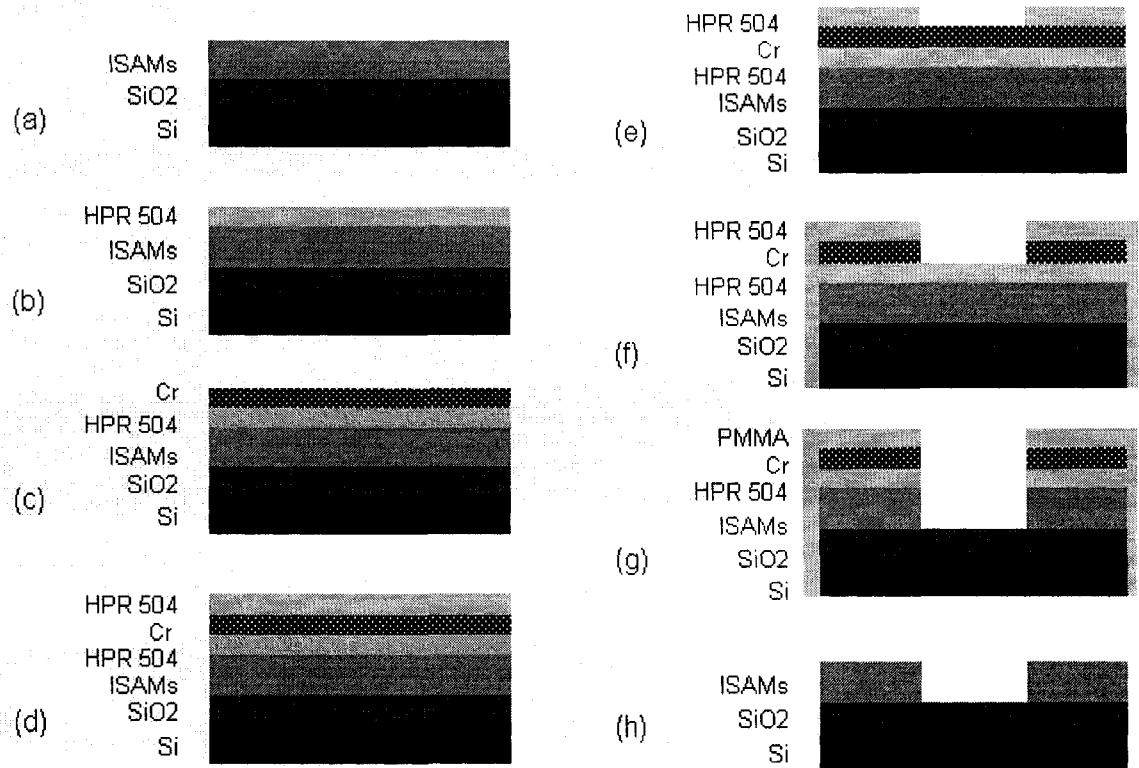 ISAMs
SiO2
(a)
Si
HPR 504
ISAMs
SiO2
(b)
Si
Cr
HPR 504
ISAMs
SiO2
(c)
Si
HPR 504
Cr
HPR 504
ISAMs
SiO2
(d)
Si
HPR 504
Cr
HPR 504
ISAMs
(e)
SiO2
Si
HPR 504
Cr
HPR 504
ISAMs
(f)
SiO2
Si
PMMA
Cr
HPR 504
ISAMs
(g)
SiO2
Si
ISAMs
SiO2
(h)
Si